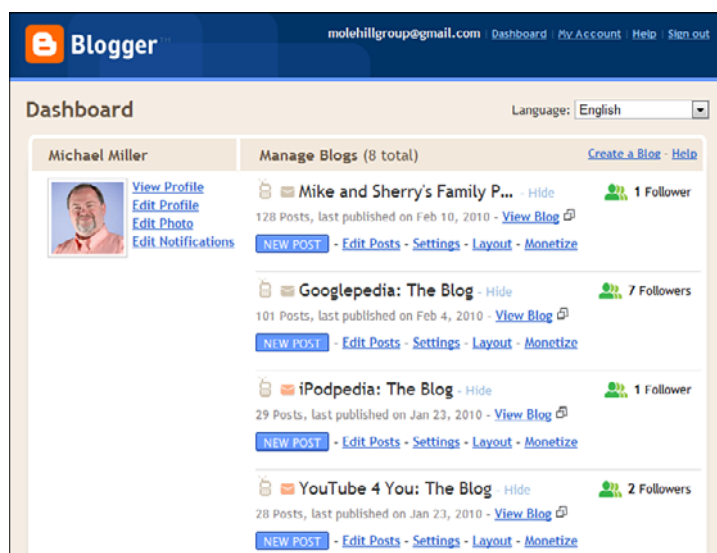 Blogger™
molehillgroup@gmail.com | Dashboard | My Account | Help | Sign out
Dashboard
Language: English
Michael Miller
Manage Blogs (8 total)
Create a Blog - Help
View Profile
Edit Profile
Edit Photo
Edit Notifications
Mike and Sherry's Family P... - Hide
1 Follower
128 Posts, last published on Feb 10, 2010 - View Blog
NEW POST - Edit Posts - Settings - Layout - Monetize
Googlepedia: The Blog - Hide
7 Followers
101 Posts, last published on Feb 4, 2010 - View Blog
NEW POST - Edit Posts - Settings - Layout - Monetize
iPodpedia: The Blog - Hide
1 Follower
29 Posts, last published on Jan 23, 2010 - View Blog
NEW POST - Edit Posts - Settings - Layout - Monetize
YouTube 4 You: The Blog - Hide
2 Followers
28 Posts, last published on Jan 23, 2010 - View Blog
NEW POST - Edit Posts - Settings - Layout - Monetize